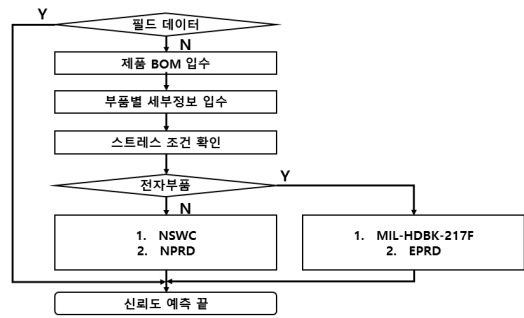 Y
필드 데이터
N
제품 BOM 입수
부품별 세부정보 입수
스트레스 조건 확인
전자부품
Y
N
1. NSWC
2. NPRD
1. MIL-HDBK-217F
2. EPRD
신뢰도 예측 끝